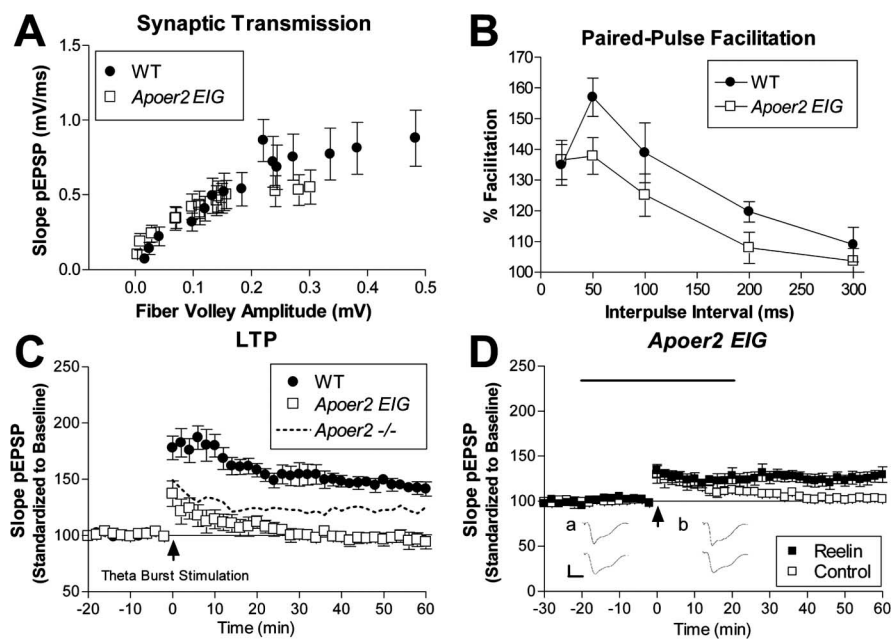 A
Synaptic Transmission
Slope pEPSP (mV/ms)
1.5
1.0
0.5
0.0
WT
Apoer2 EIG
0.0 0.1 0.2 0.3 0.4 0.5
Fiber Volley Amplitude (mV)
B
Paired-Pulse Facilitation
% Facilitation
170
160
150
140
130
120
110
100
WT
Apoer2 EIG
0 50 100 150 200 250 300
Interpulse Interval (ms)
C
LTP
Slope pEPSP
(Standardized to Baseline)
250
200
150
100
50
WT
Apoer2 EIG
Apoer2 -/-
Theta Burst Stimulation
-20 -10 0 10 20 30 40 50 60
Time (min)
D
Apoer2 EIG
Slope pEPSP
(Standardized to Baseline)
250
200
150
100
50
0
a
b
Reelin
Control
-30 -20 -10 0 10 20 30 40 50 60
Time (min)